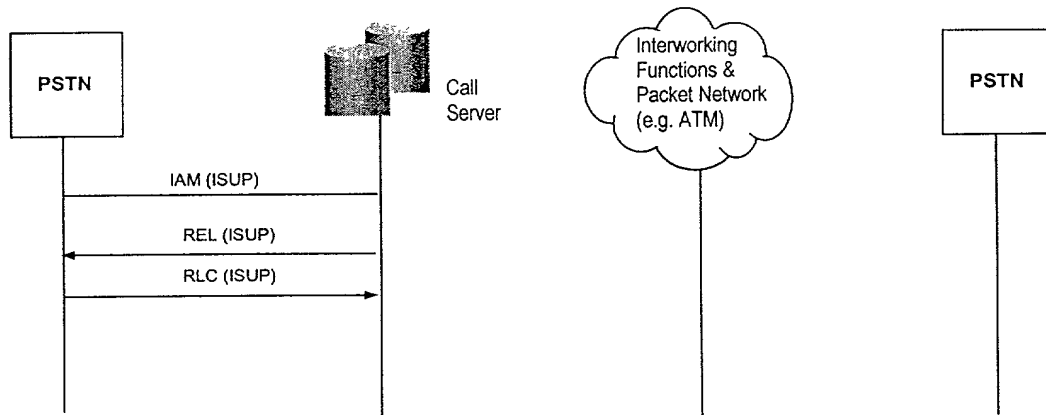 PSTN
Call
Server
Interworking
Functions &
Packet Network
(e.g. ATM)
PSTN
IAM (ISUP)
REL (ISUP)
RLC (ISUP)